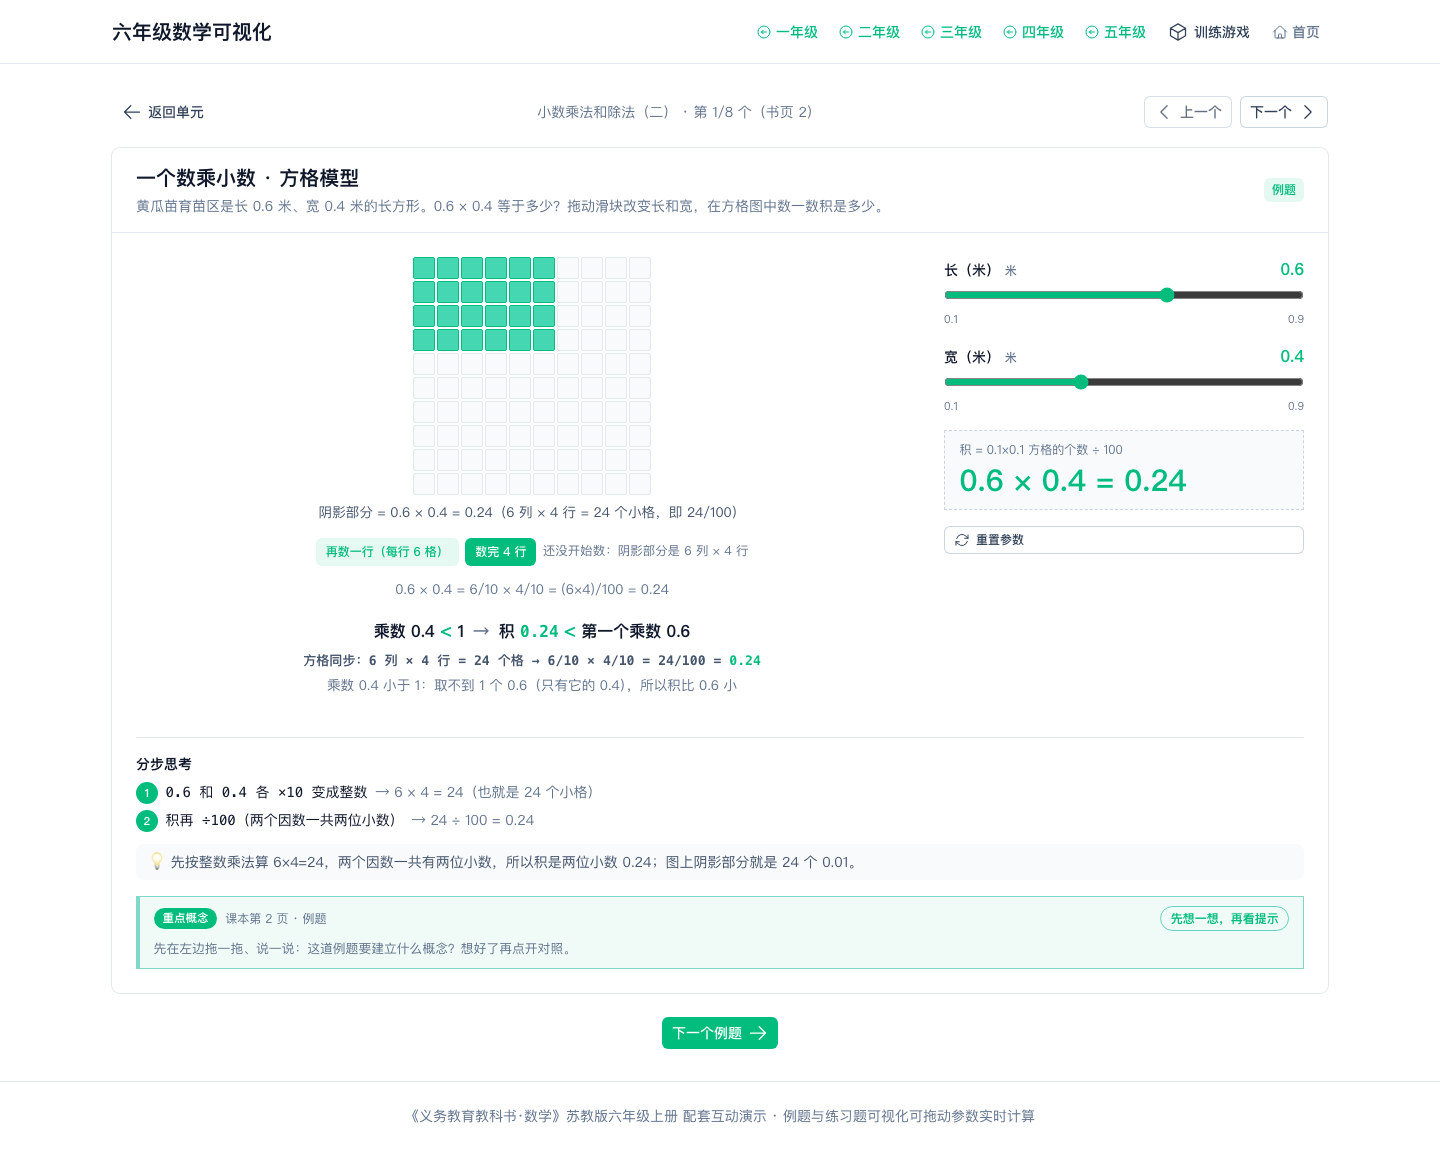 六年级数学可视化
一年级 二年级 三年级 四年级 五年级 训练游戏 首页
返回单元
小数乘法和除法（二） · 第 1/8 个（书页 2）
上一个 下一个
一个数乘小数 · 方格模型
例题
黄瓜苗育苗区是长 0.6 米、宽 0.4 米的长方形。0.6 × 0.4 等于多少？拖动滑块改变长和宽，在方格图中数一数积是多少。
阴影部分 = 0.6 × 0.4 = 0.24（6 列 × 4 行 = 24 个小格，即 24/100）
再数一行（每行 6 格） 数完 4 行 还没开始数：阴影部分是 6 列 × 4 行
0.6 × 0.4 = 6/10 × 4/10 = (6×4)/100 = 0.24
乘数 0.4 < 1 → 积 0.24 < 第一个乘数 0.6
方格同步：6 列 × 4 行 = 24 个格 → 6/10 × 4/10 = 24/100 = 0.24
乘数 0.4 小于 1：取不到 1 个 0.6（只有它的 0.4），所以积比 0.6 小
长（米） 米 0.6
0.1 0.9
宽（米） 米 0.4
0.1 0.9
积 = 0.1×0.1 方格的个数 ÷ 100
0.6 × 0.4 = 0.24
重置参数
分步思考
1 0.6 和 0.4 各 ×10 变成整数 → 6 × 4 = 24（也就是 24 个小格）
2 积再 ÷100（两个因数一共两位小数） → 24 ÷ 100 = 0.24
先按整数乘法算 6×4=24，两个因数一共有两位小数，所以积是两位小数 0.24；图上阴影部分就是 24 个 0.01。
重点概念 课本第 2 页 · 例题
先想一想，再看提示
先在左边拖一拖、说一说：这道例题要建立什么概念？想好了再点开对照。
下一个例题
《义务教育教科书·数学》苏教版六年级上册 配套互动演示 · 例题与练习题可视化可拖动参数实时计算